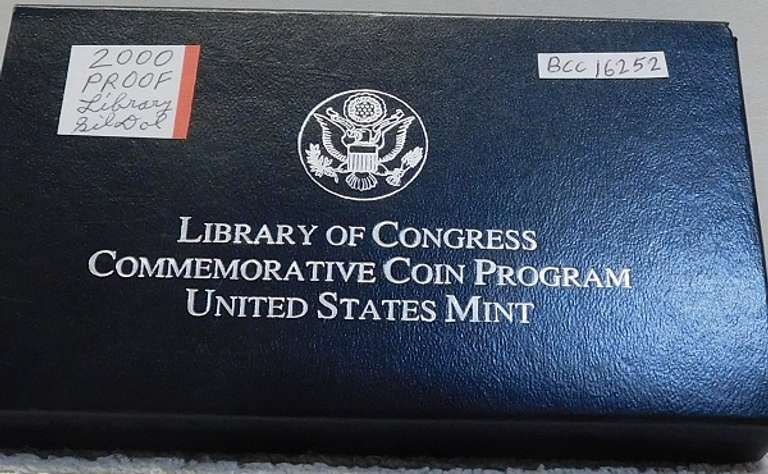 2000
PROOF
Library
Sil Dol
BCC 16252
LIBRARY OF CONGRESS
COMMEMORATIVE COIN PROGRAM
UNITED STATES MINT